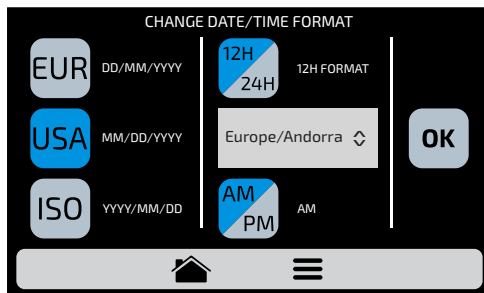 CHANGE DATE/TIME FORMAT
EUR DD/MM/YYYY
12H
24H
12H FORMAT
USA MM/DD/YYYY
Europe/Andorra
OK
ISO YYYY/MM/DD
AM
PM
AM